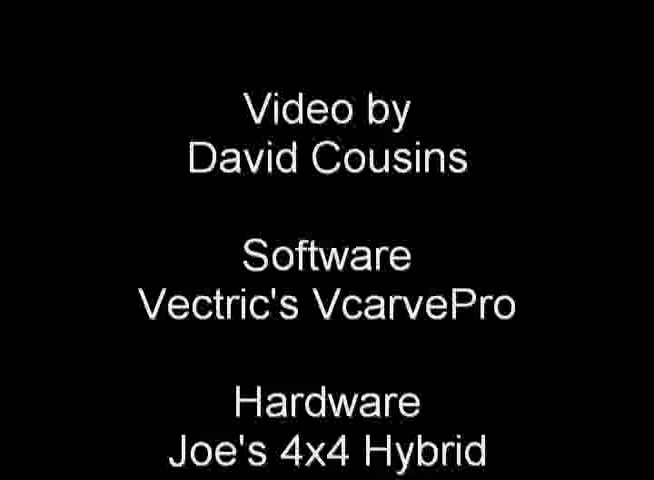 Video by
David Cousins
Software
Vectric's VcarvePro
Hardware
Joe's 4x4 Hybrid